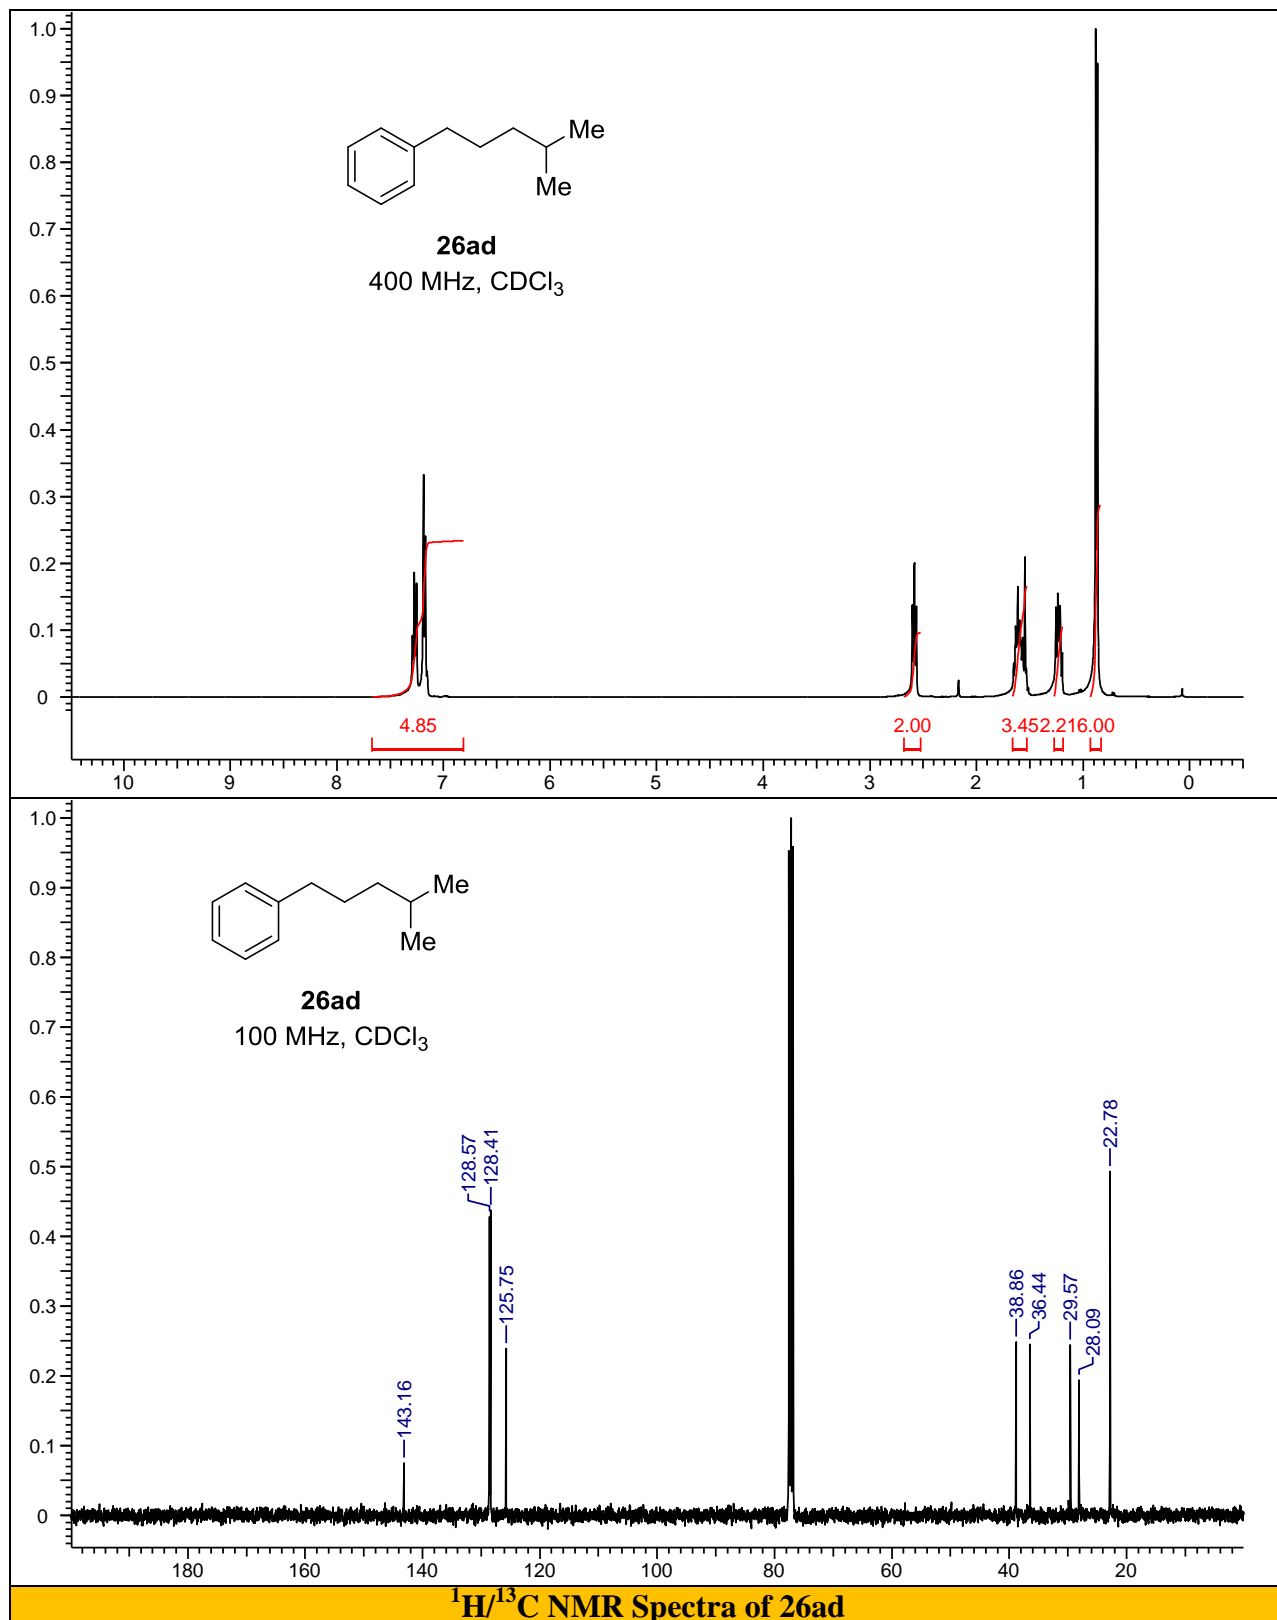 1.0
0.9
0.8
0.7
0.6
0.5
0.4
0.3
0.2
0.1
0
Me
Me
26ad
400 MHz, CDCl₃
4.85 2.00 3.45 2.21 6.00
10 9 8 7 6 5 4 3 2 1 0
1.0
0.9
0.8
0.7
0.6
0.5
0.4
0.3
0.2
0.1
0
Me
Me
26ad
100 MHz, CDCl₃
143.16
128.57
128.41
125.75
38.86
36.44
29.57
28.09
22.78
180 160 140 120 100 80 60 40 20
¹H/¹³C NMR Spectra of 26ad